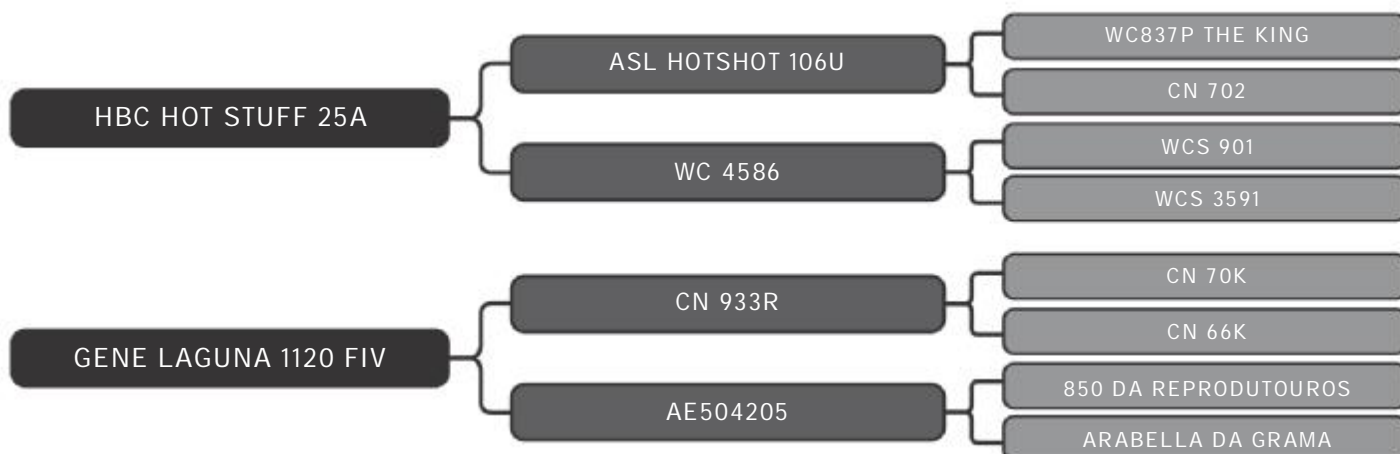 HBC HOT STUFF 25A
ASL HOTSHOT 106U
WC837P THE KING
CN 702
WC 4586
WCS 901
WCS 3591
GENE LAGUNA 1120 FIV
CN 933R
CN 70K
CN 66K
AE504205
850 DA REPRODUTOUROS
ARABELLA DA GRAMA